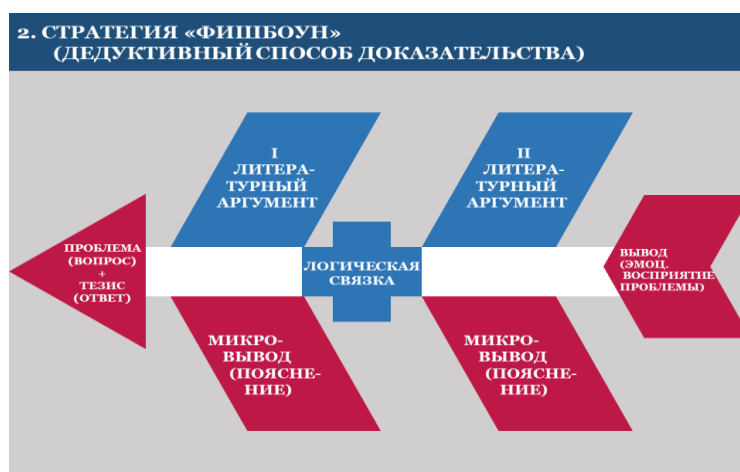 2. СТРАТЕГИЯ «ФИШБОУН»
(ДЕДУКТИВНЫЙ СПОСОБ ДОКАЗАТЕЛЬСТВА)
I
ЛИТЕРА-
ТУРНЫЙ
АРГУМЕНТ
II
ЛИТЕРА-
ТУРНЫЙ
АРГУМЕНТ
ПРОБЛЕМА
(ВОПРОС)
+
ТЕЗИС
(ОТВЕТ)
ЛОГИЧЕСКАЯ
СВЯЗКА
ВЫВОД
(ЭМОЦ.
ВОСПРИЯТИЕ
ПРОБЛЕМЫ)
МИКРО-
ВЫВОД
(ПОЯСНЕ-
НИЕ)
МИКРО-
ВЫВОД
(ПОЯСНЕ-
НИЕ)